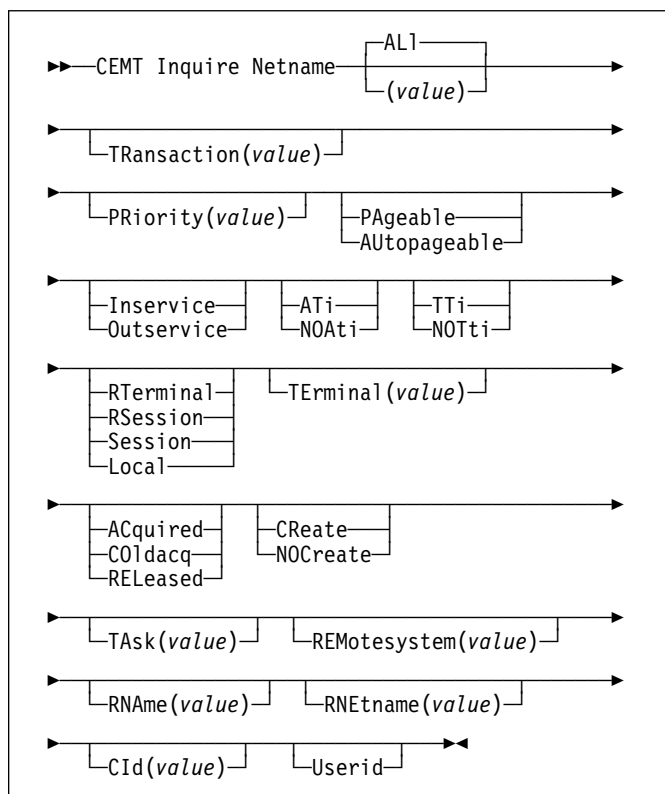 ALl
CEMT Inquire Netname
(value)
TRansaction(value)
PRiority(value) PAgeable
AUtopageable
Inservice ATi TTi
Outservice NOAti NOTti
RTerminal TErminal(value)
RSession
Session
Local
ACquired CReate
COldacq NOCreate
RELeased
TAsk(value) REMotesystem(value)
RNAme(value) RNEtname(value)
CId(value) Userid